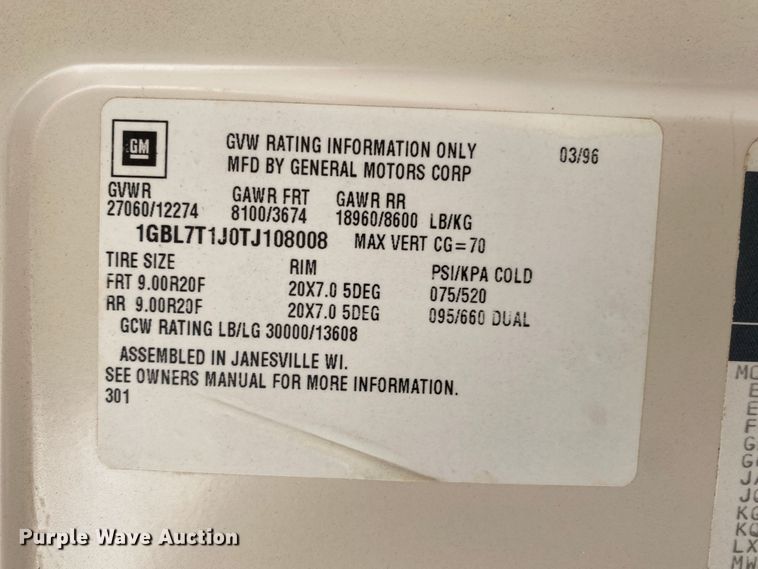 GM
GVW RATING INFORMATION ONLY 03/96
MFD BY GENERAL MOTORS CORP
GVWR GAWR FRT GAWR RR
27060/12274 8100/3674 18960/8600 LB/KG
1GBL7T1J0TJ108008 MAX VERT CG=70
TIRE SIZE RIM PSI/KPA COLD
FRT 9.00R20F 20X7.0 5DEG 075/520
RR 9.00R20F 20X7.0 5DEG 095/660 DUAL
GCW RATING LB/LG 30000/13608
ASSEMBLED IN JANESVILLE WI.
SEE OWNERS MANUAL FOR MORE INFORMATION.
301
Purple Wave Auction